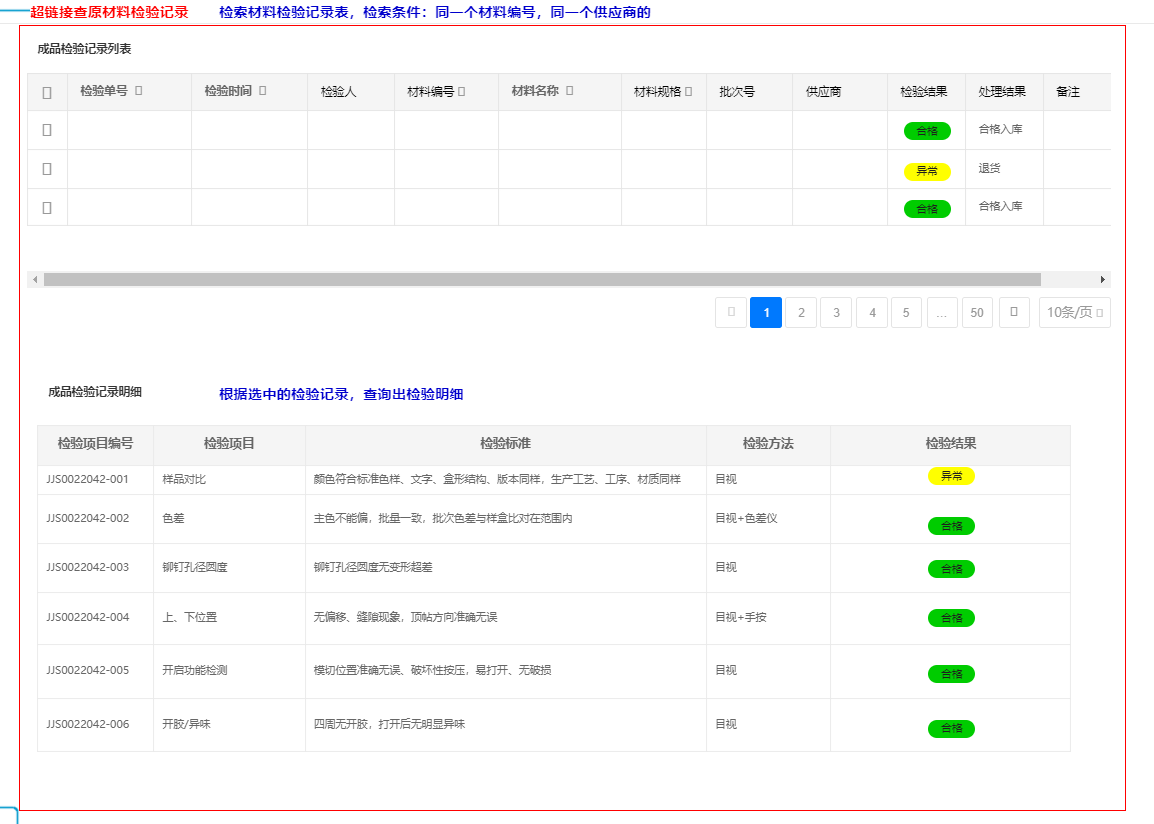 超链接查原材料检验记录 检索材料检验记录表，检索条件：同一个材料编号，同一个供应商的
成品检验记录列表
检验单号 检验时间 检验人 材料编号 材料名称 材料规格 批次号 供应商 检验结果 处理结果 备注
合格 合格入库
异常 退货
合格 合格入库
1 2 3 4 5 ... 50 10条/页
成品检验记录明细 根据选中的检验记录，查询出检验明细
检验项目编号 检验项目 检验标准 检验方法 检验结果
JJS0022042-001 样品对比 颜色符合标准色样、文字、盒形结构、版本同样，生产工艺、工序、材质同样 目视 异常
JJS0022042-002 色差 主色不能偏，批量一致，批次色差与样盒比对在范围内 目视+色差仪 合格
JJS0022042-003 铆钉孔径圆度 铆钉孔径圆度无变形超差 目视 合格
JJS0022042-004 上、下位置 无偏移、缝隙现象，顶帖方向准确无误 目视+手按 合格
JJS0022042-005 开启功能检测 模切位置准确无误、破坏性按压，易打开、无破损 目视 合格
JJS0022042-006 开胶/异味 四周无开胶，打开后无明显异味 目视 合格